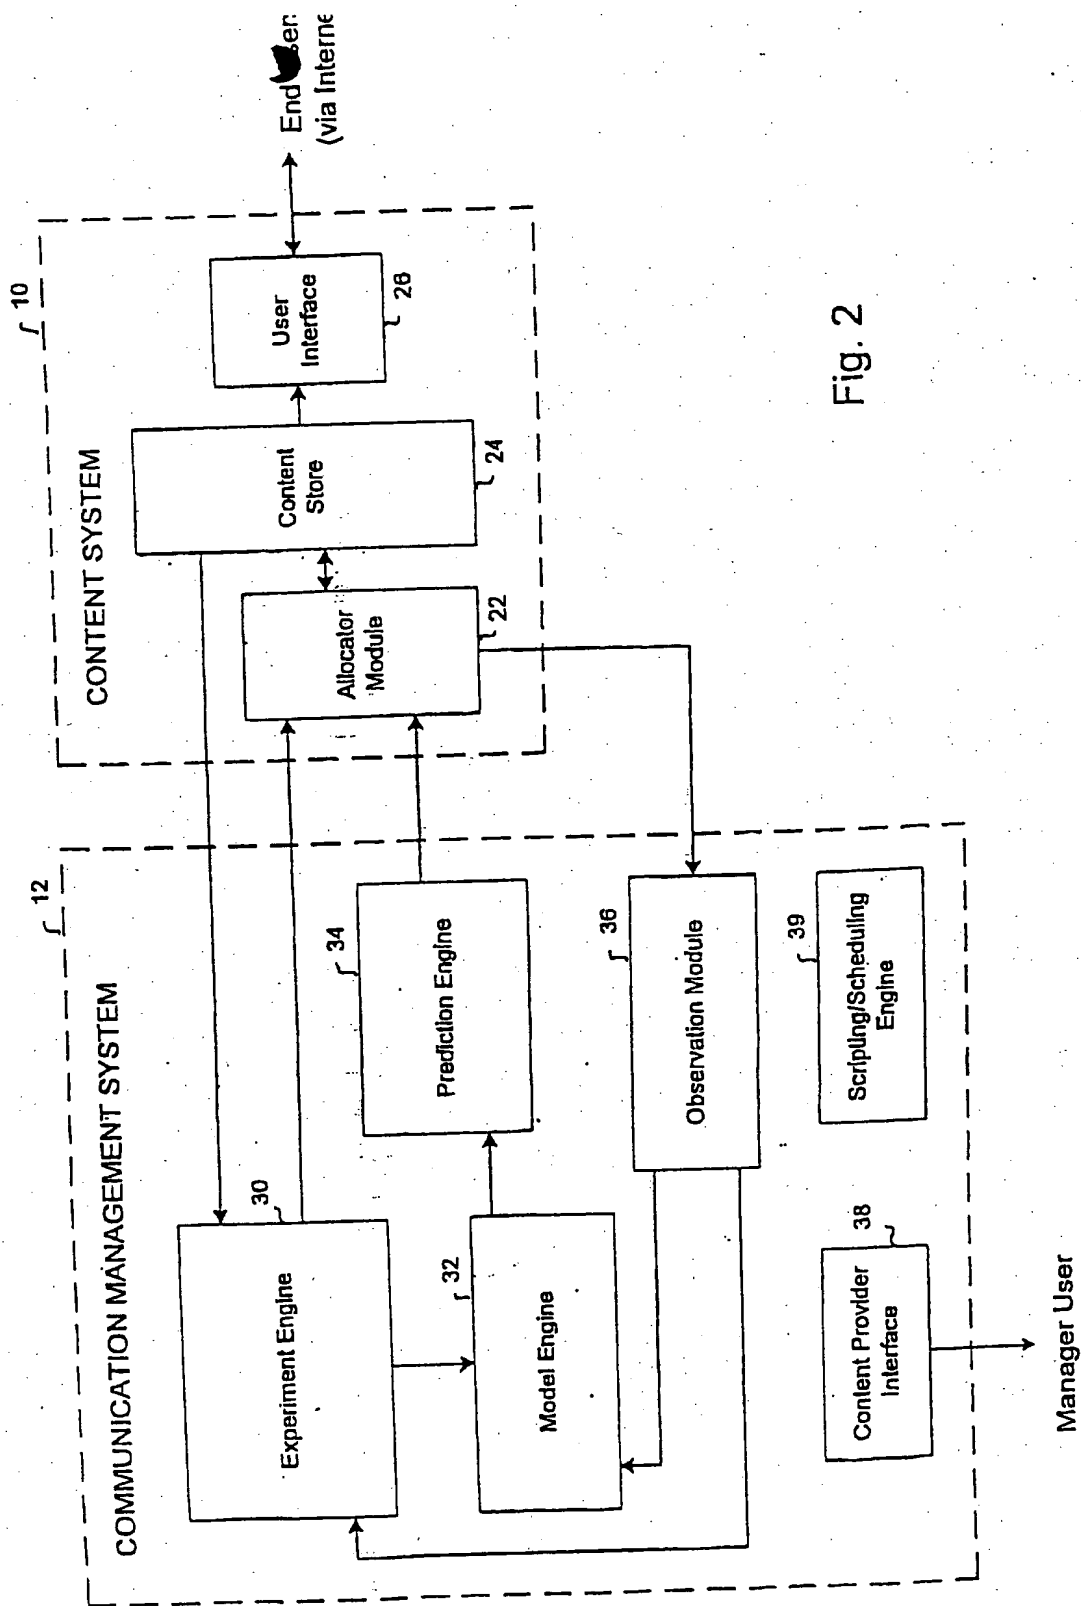 COMMUNICATION MANAGEMENT SYSTEM
12
Experiment Engine
30
Model Engine
32
Prediction Engine
34
Observation Module
36
Content Provider
Interface
38
Scripting/Scheduling
Engine
39
Manager User
CONTENT SYSTEM
10
Allocator
Module
22
Content
Store
24
User
Interface
26
End
(via Interne
Fig. 2